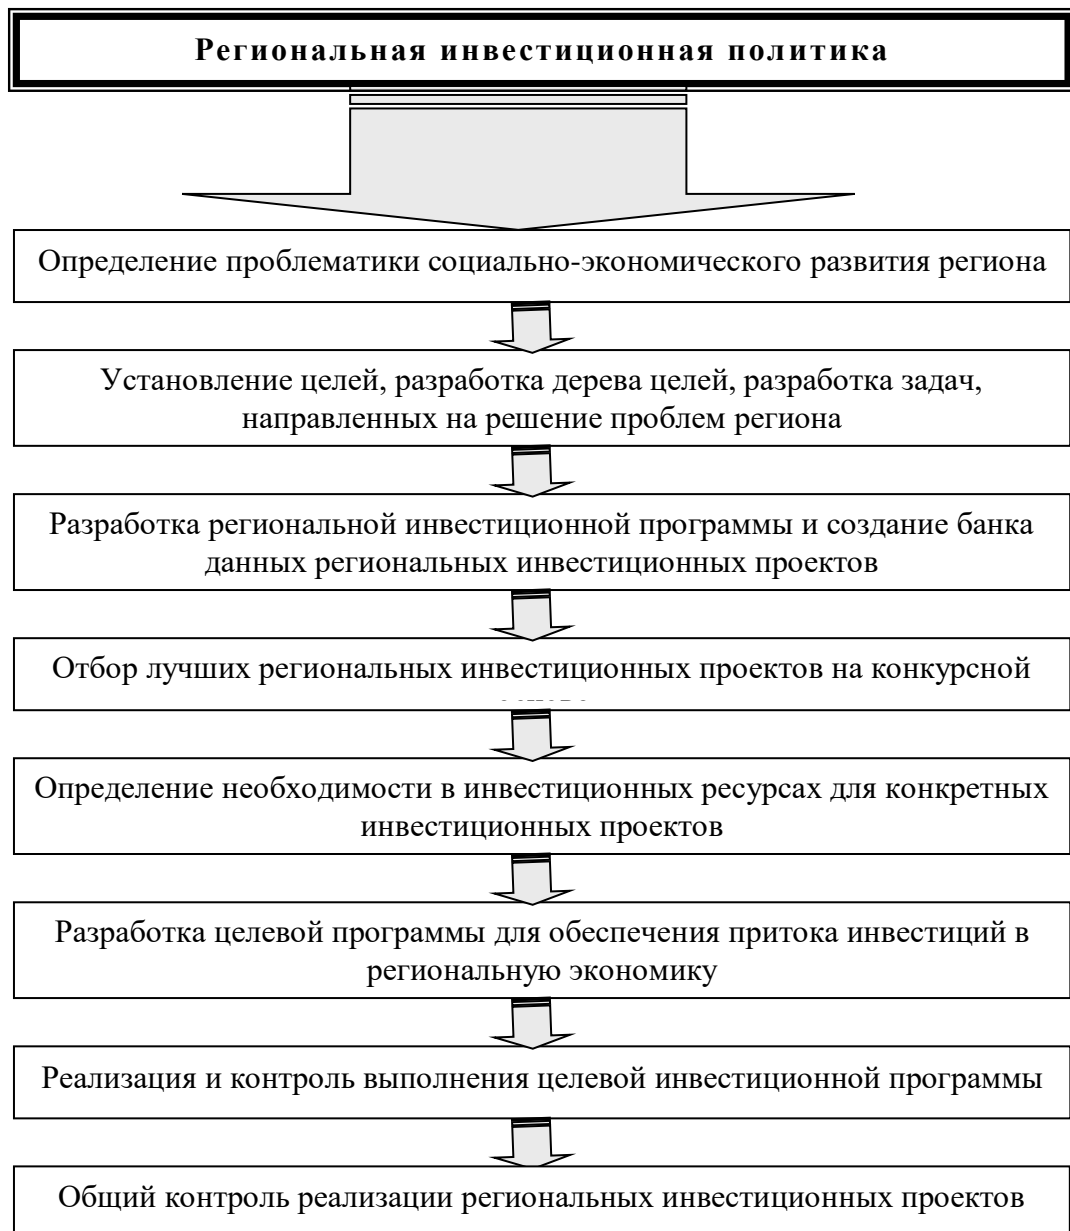 Региональная инвестиционная политика
Определение проблематики социально-экономического развития региона
Установление целей, разработка дерева целей, разработка задач,
направленных на решение проблем региона
Разработка региональной инвестиционной программы и создание банка
данных региональных инвестиционных проектов
Отбор лучших региональных инвестиционных проектов на конкурсной
Определение необходимости в инвестиционных ресурсах для конкретных
инвестиционных проектов
Разработка целевой программы для обеспечения притока инвестиций в
региональную экономику
Реализация и контроль выполнения целевой инвестиционной программы
Общий контроль реализации региональных инвестиционных проектов